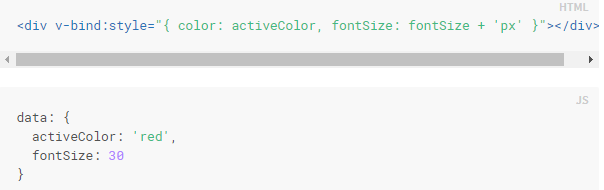 HTML
<div v-bind:style="{ color: activeColor, fontSize: fontSize + 'px' }"></div>
JS
data: {
  activeColor: 'red',
  fontSize: 30
}